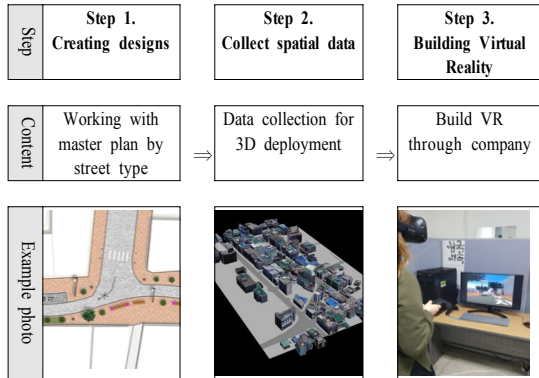 Step
Step 1.
Creating designs
Step 2.
Collect spatial data
Step 3.
Building Virtual
Reality
Content
Working with
master plan by
street type
⇒
Data collection for
3D deployment
⇒
Build VR
through company
Example photo